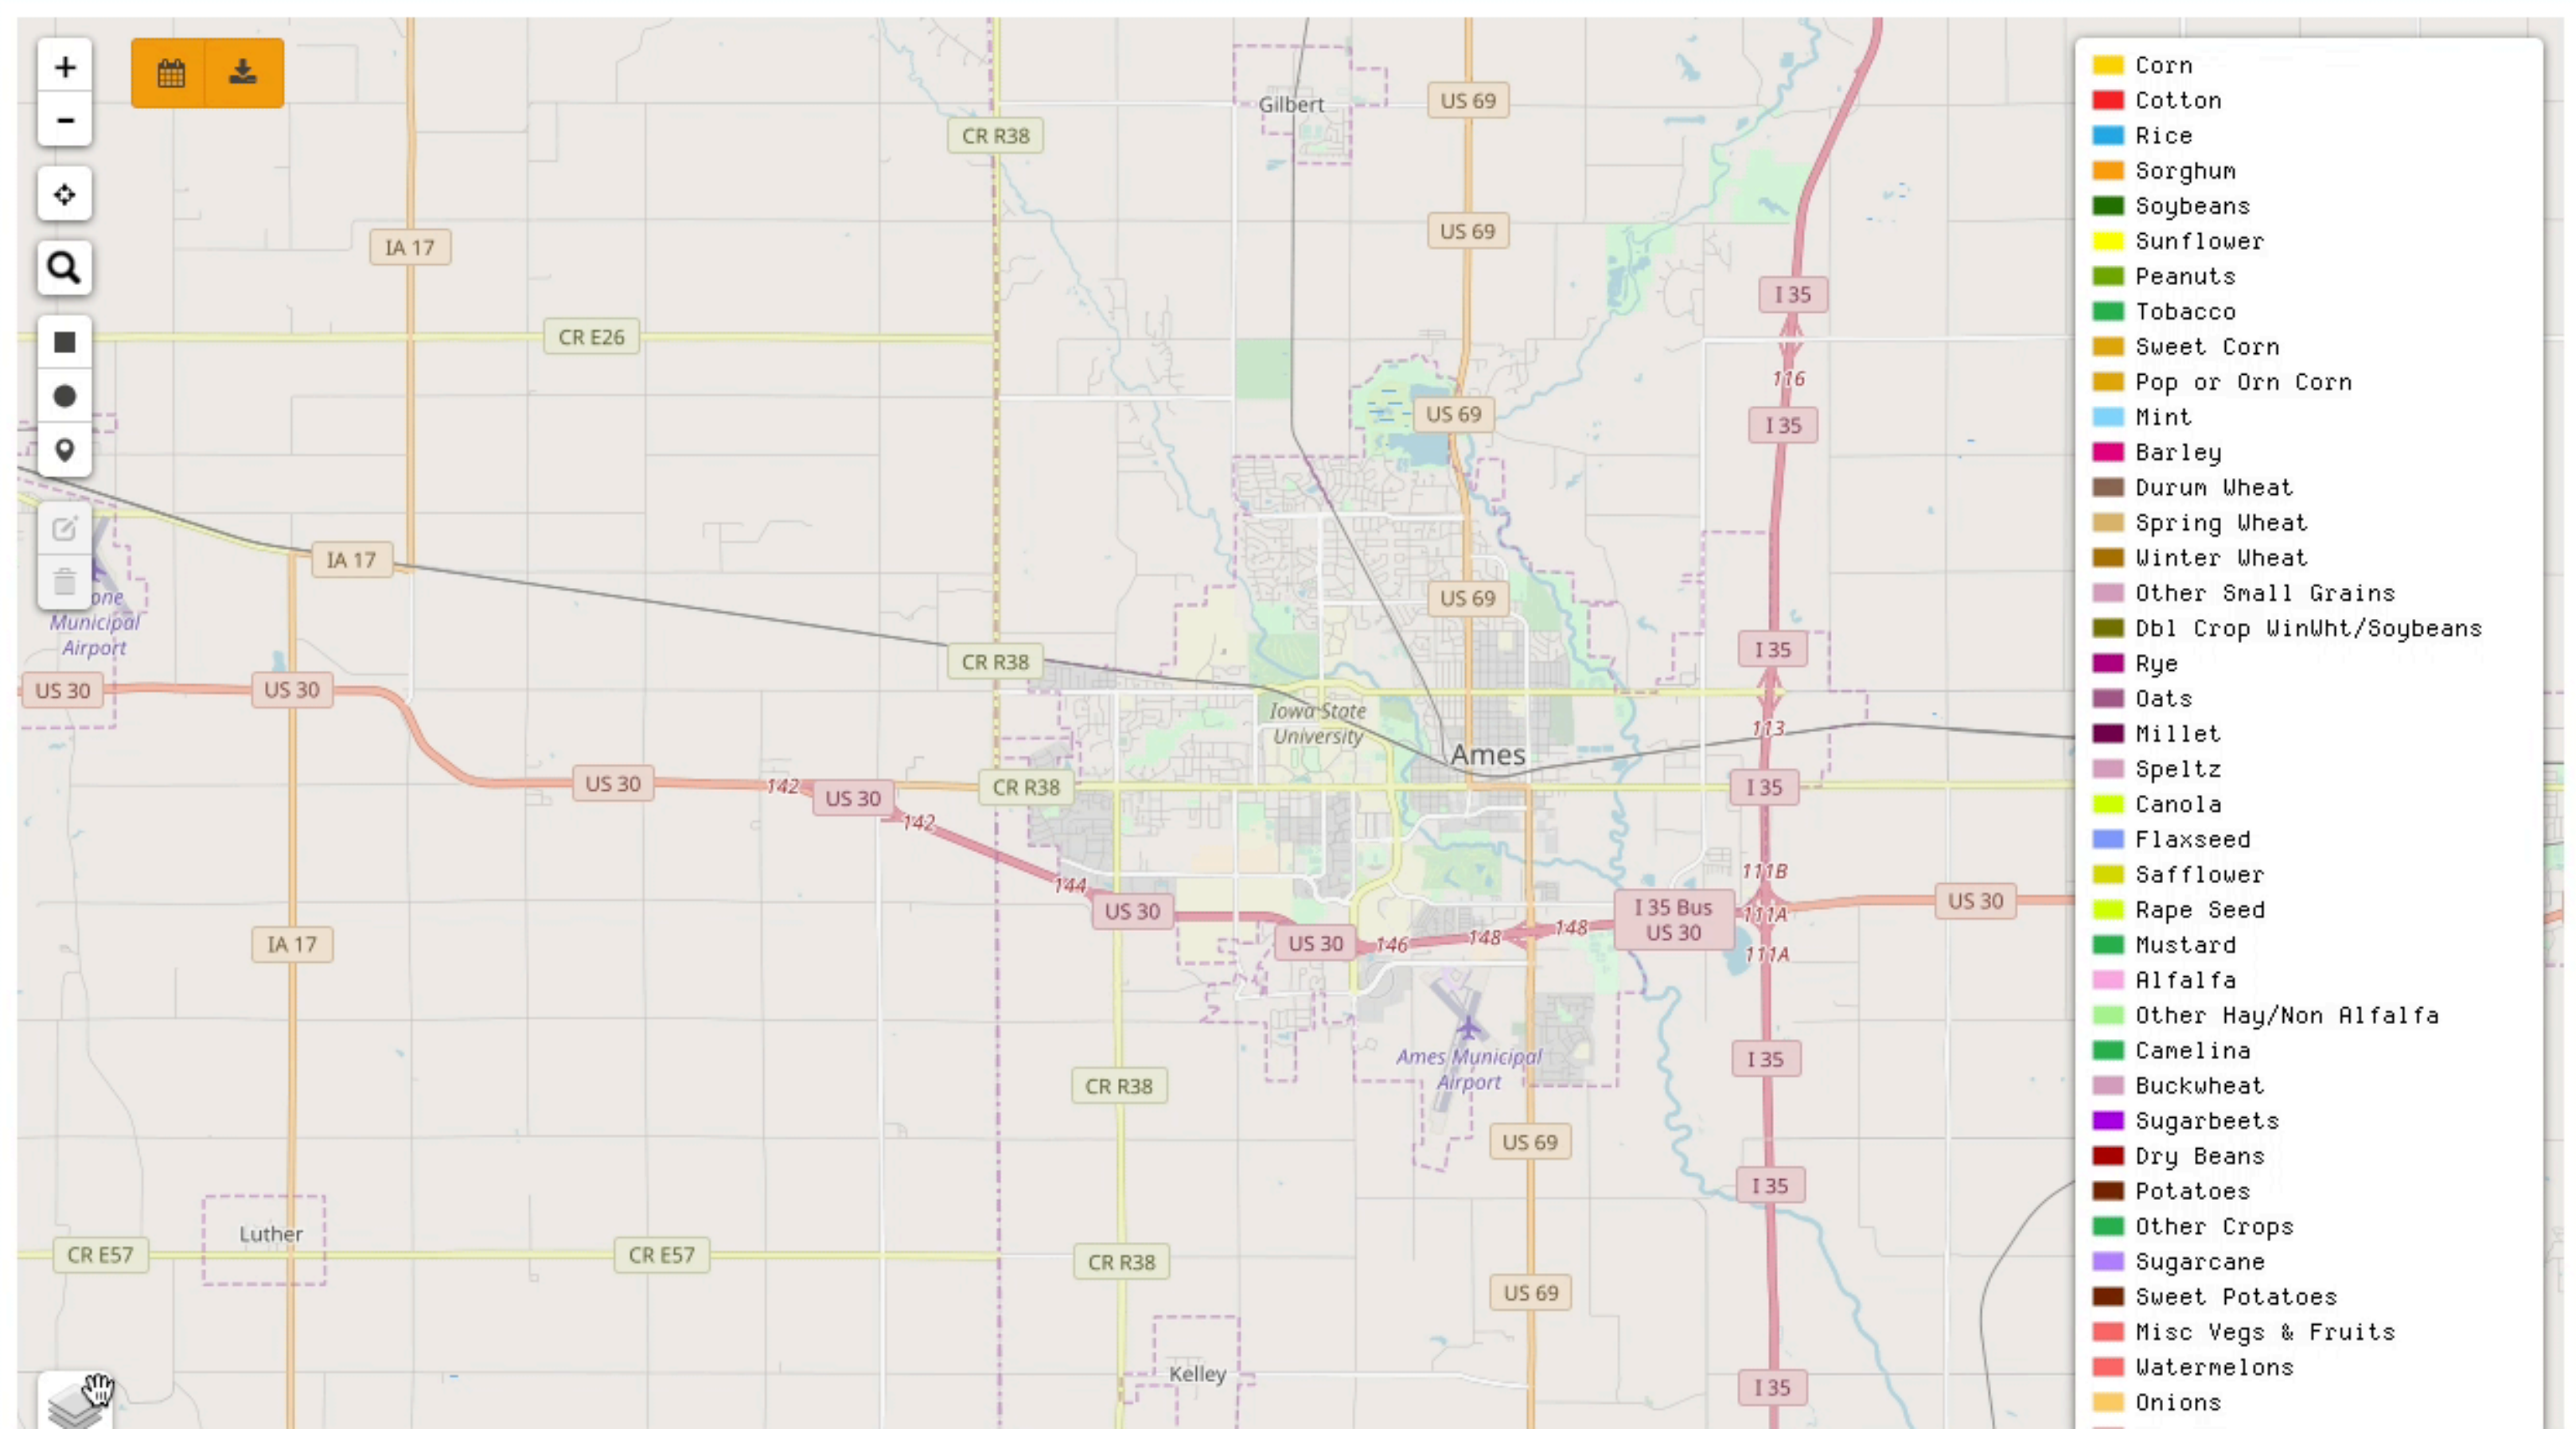 +
−
Gilbert
US 69
CR R38
US 69
IA 17
I 35
CR E26
116
US 69
I 35
IA 17
one
Municipal
Airport
US 69
CR R38
I 35
US 30
US 30
Iowa State
University
113
Ames
US 30
142
US 30
CR R38
I 35
142
144
111B
US 30
I 35 Bus
US 30
111A
US 30
IA 17
US 30
146
148
148
111A
Ames Municipal
Airport
I 35
CR R38
US 69
I 35
Luther
CR E57
CR E57
CR R38
US 69
Kelley
I 35
Corn
Cotton
Rice
Sorghum
Soybeans
Sunflower
Peanuts
Tobacco
Sweet Corn
Pop or Orn Corn
Mint
Barley
Durum Wheat
Spring Wheat
Winter Wheat
Other Small Grains
Dbl Crop WinWht/Soybeans
Rye
Oats
Millet
Speltz
Canola
Flaxseed
Safflower
Rape Seed
Mustard
Alfalfa
Other Hay/Non Alfalfa
Camelina
Buckwheat
Sugarbeets
Dry Beans
Potatoes
Other Crops
Sugarcane
Sweet Potatoes
Misc Vegs & Fruits
Watermelons
Onions